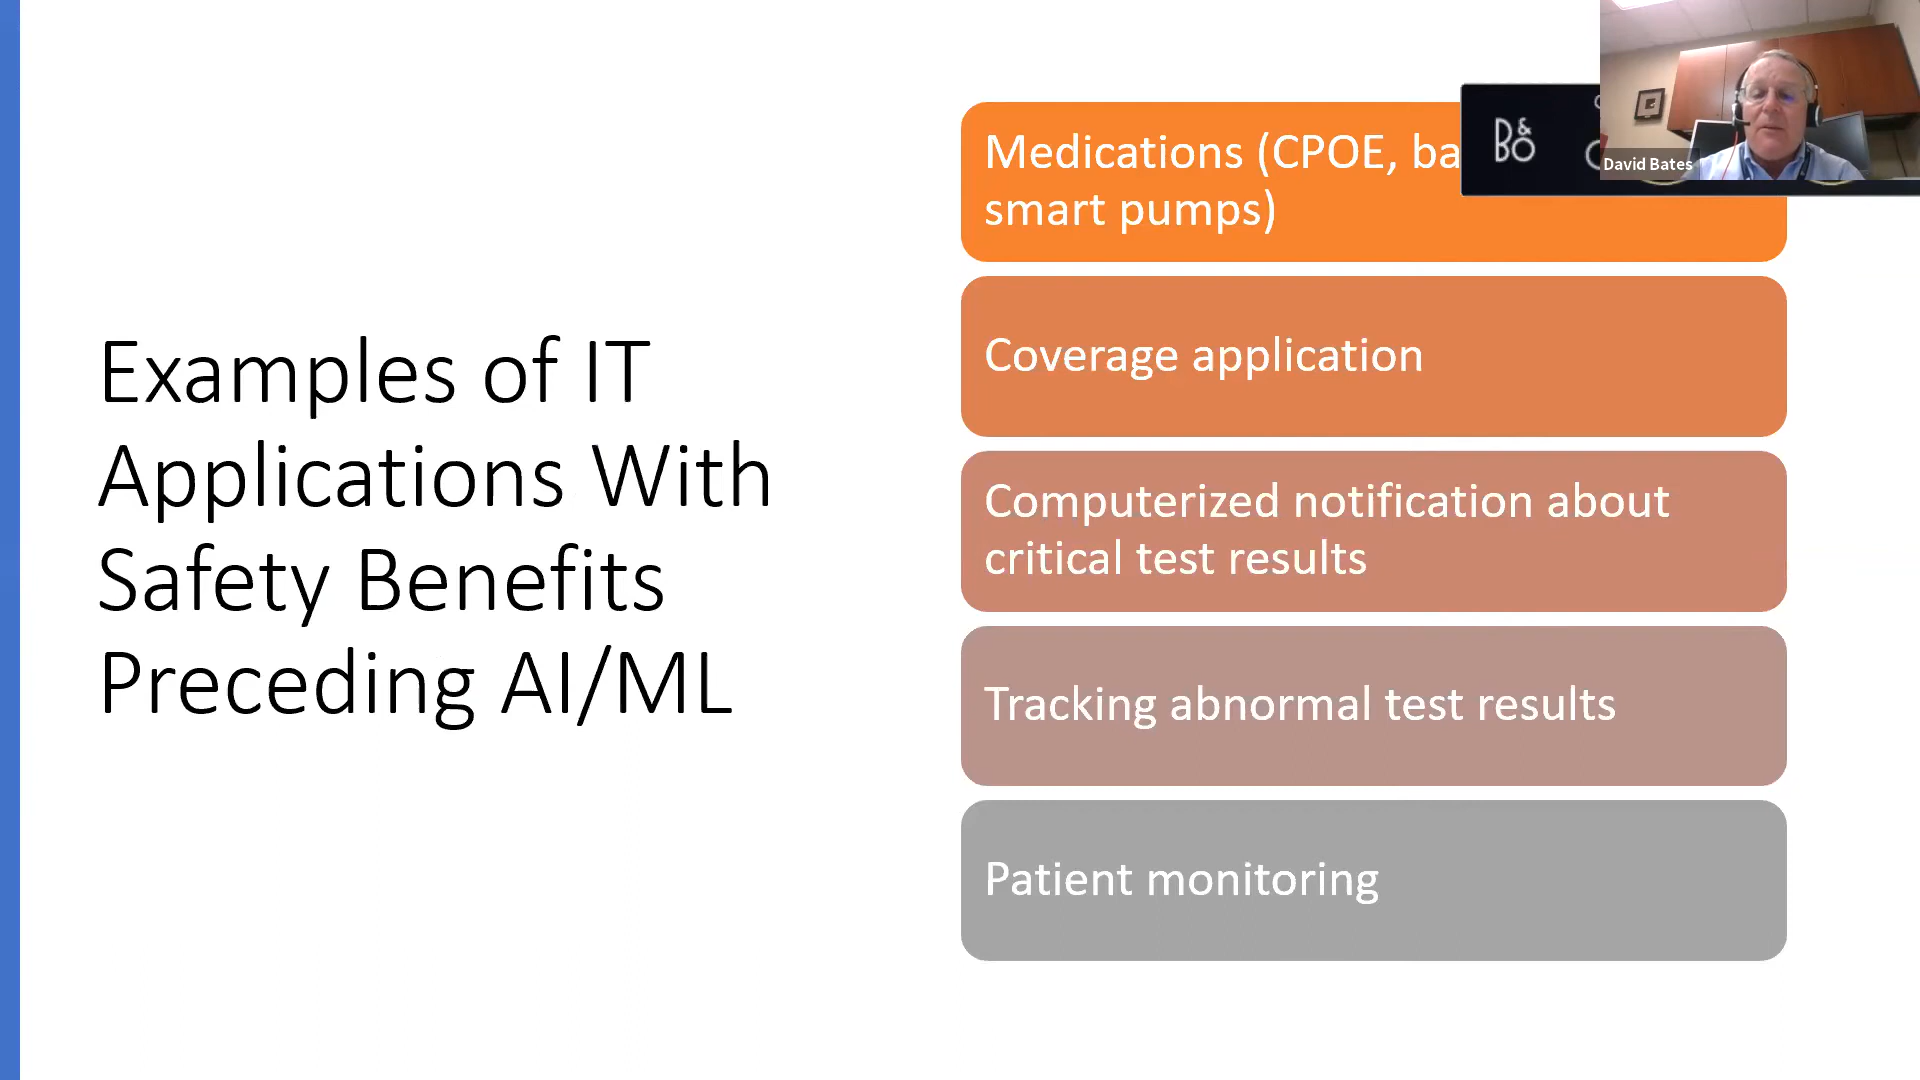 Examples of IT
Applications With
Safety Benefits
Preceding AI/ML
Medications (CPOE, ba
smart pumps)
Coverage application
Computerized notification about
critical test results
Tracking abnormal test results
Patient monitoring
B&O
David Bates